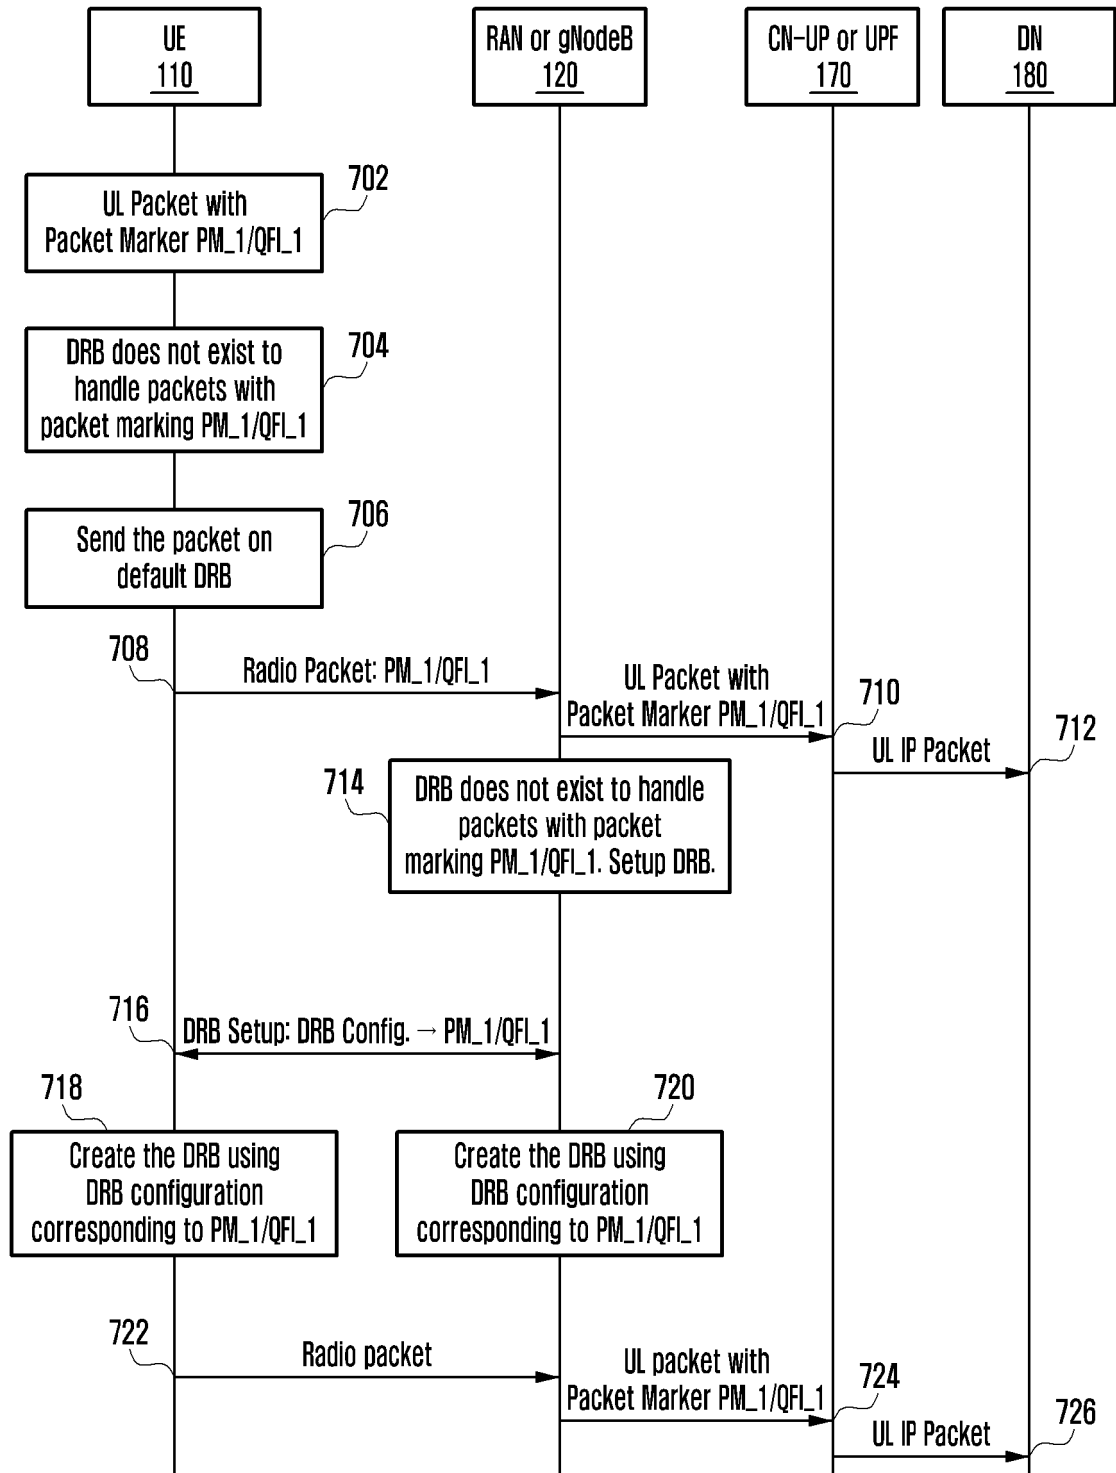 UE
110
RAN or gNodeB
120
CN-UP or UPF
170
DN
180
702
UL Packet with
Packet Marker PM_1/QFI_1
704
DRB does not exist to
handle packets with
packet marking PM_1/QFI_1
706
Send the packet on
default DRB
708
Radio Packet: PM_1/QFI_1
UL Packet with
Packet Marker PM_1/QFI_1
710
UL IP Packet
712
714
DRB does not exist to handle
packets with packet
marking PM_1/QFI_1. Setup DRB.
716
DRB Setup: DRB Config. → PM_1/QFI_1
718
Create the DRB using
DRB configuration
corresponding to PM_1/QFI_1
720
Create the DRB using
DRB configuration
corresponding to PM_1/QFI_1
722
Radio packet
UL packet with
Packet Marker PM_1/QFI_1
724
UL IP Packet
726